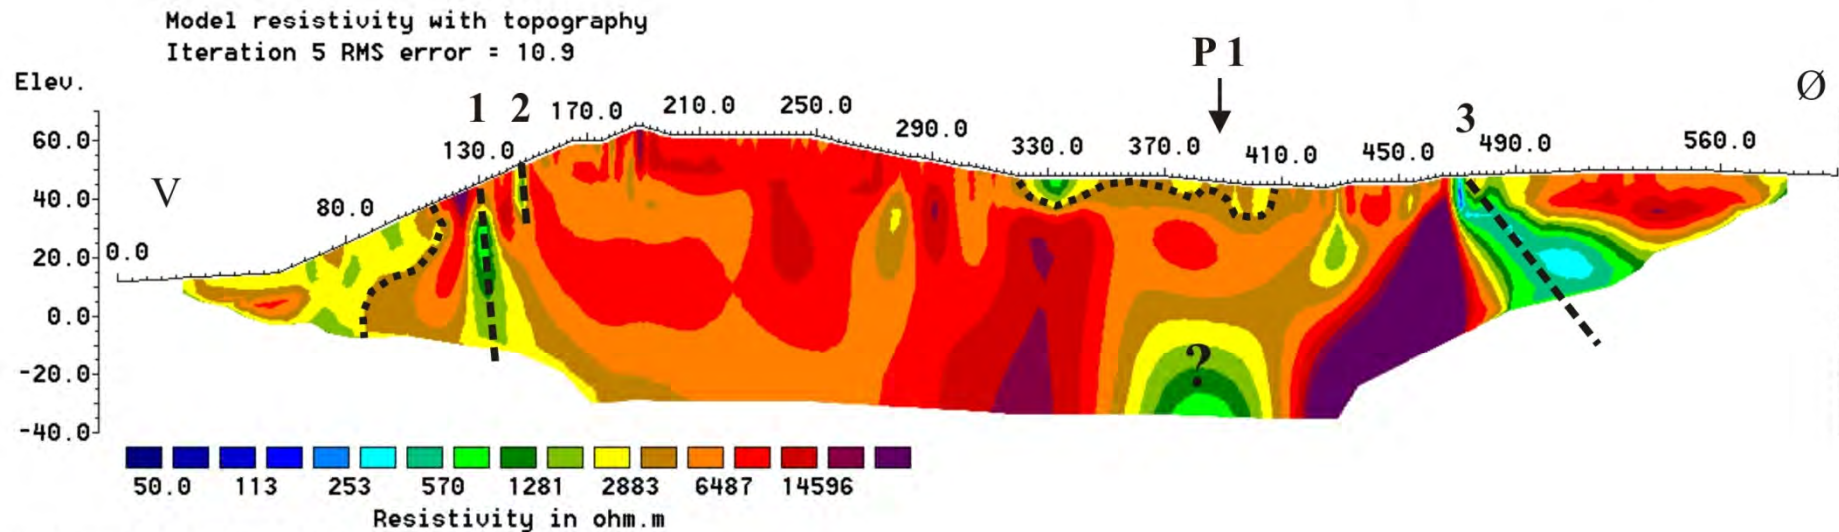 Model resistivity with topography
Iteration 5 RMS error = 10.9
P 1
Elev.
Ø
1 2 170.0 210.0 250.0
3
60.0
130.0 290.0 330.0 370.0 410.0 450.0 490.0 560.0
V
40.0
80.0
20.0
0.0
0.0
?
-20.0
-40.0
50.0 113 253 570 1281 2883 6487 14596
Resistivity in ohm.m